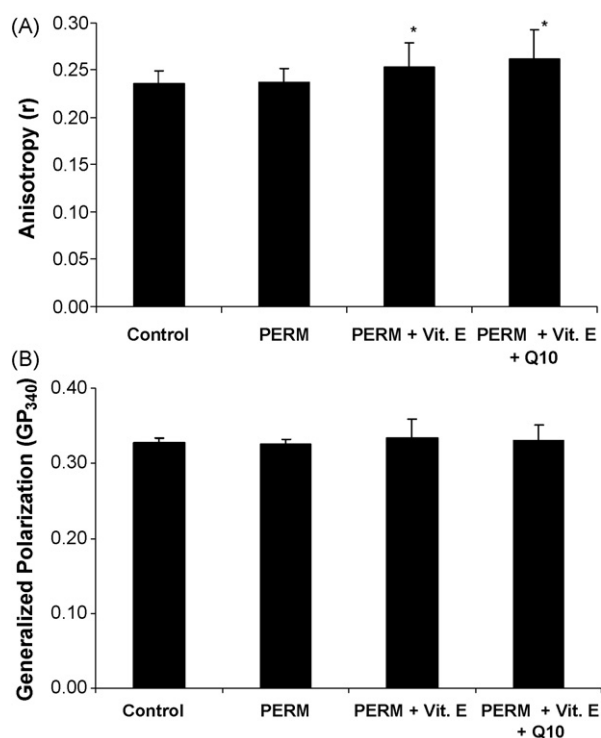 (A)
Anisotropy (r)
0.30
0.25
0.20
0.15
0.10
0.05
0.00
* *
Control PERM PERM + Vit. E PERM + Vit. E
+ Q10
(B)
Generalized Polarization (GP340)
0.40
0.30
0.20
0.10
0.00
Control PERM PERM + Vit. E PERM + Vit. E
+ Q10